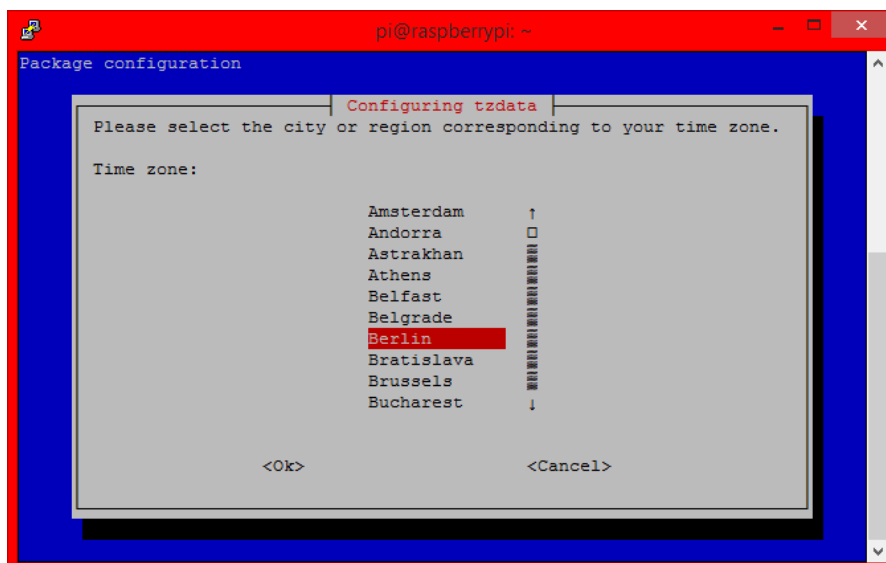 pi@raspberrypi: ~
Package configuration
Configuring tzdata
Please select the city or region corresponding to your time zone.
Time zone:
Amsterdam
Andorra
Astrakhan
Athens
Belfast
Belgrade
Berlin
Bratislava
Brussels
Bucharest
<Ok> <Cancel>